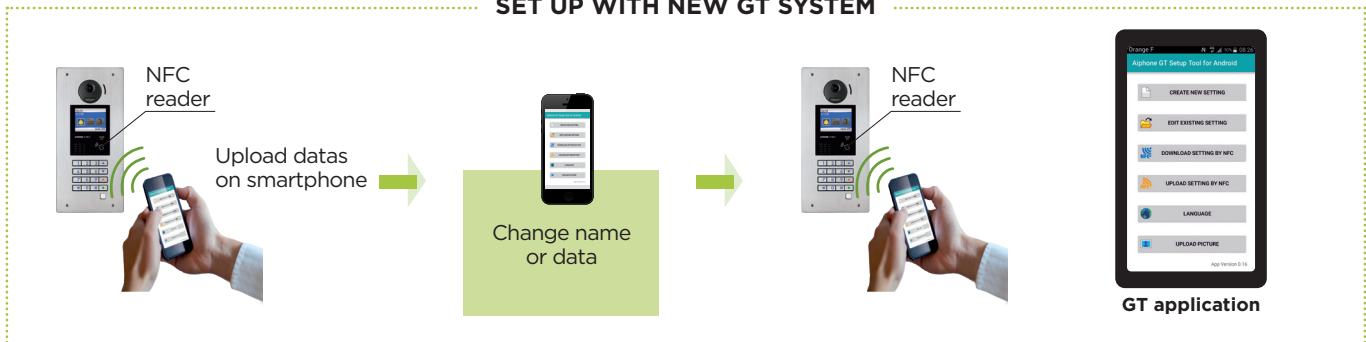 SET UP WITH NEW GT SYSTEM
NFC
reader
Upload datas
on smartphone
Change name
or data
NFC
reader
Orange F
08:26
Aiphone GT Setup Tool for Android
CREATE NEW SETTING
EDIT EXISTING SETTING
DOWNLOAD SETTING BY NFC
UPLOAD SETTING BY NFC
LANGUAGE
UPLOAD PICTURE
App Version 0.16
GT application